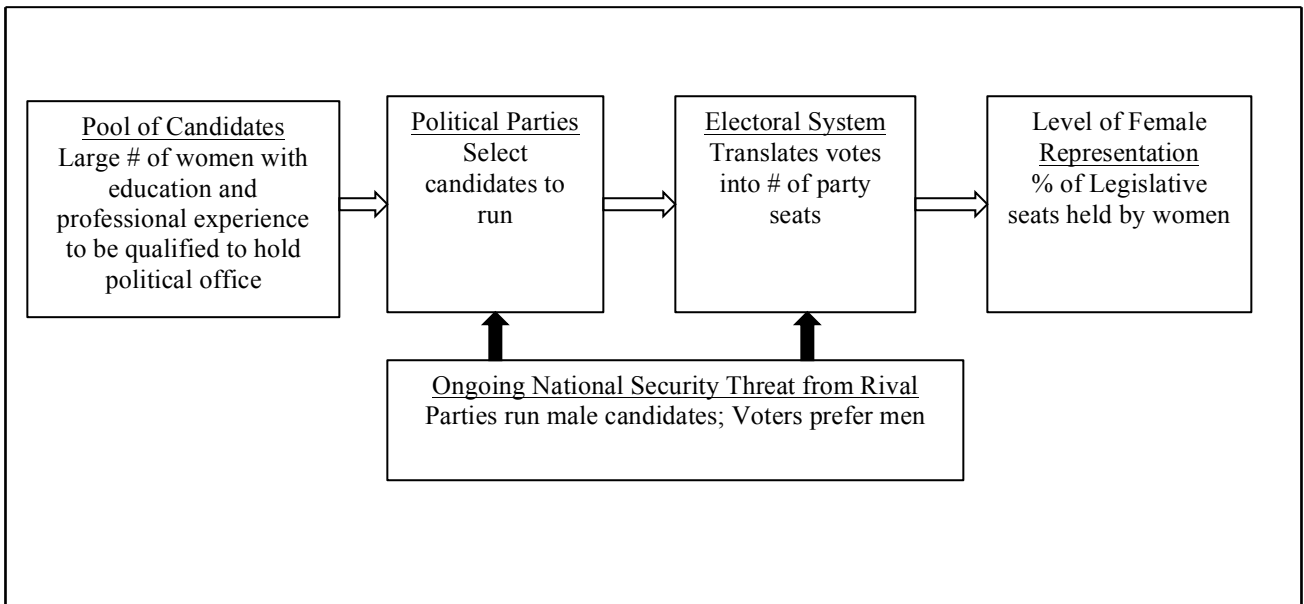 Pool of Candidates
Large # of women with
education and
professional experience
to be qualified to hold
political office
Political Parties
Select
candidates to
run
Electoral System
Translates votes
into # of party
seats
Level of Female
Representation
% of Legislative
seats held by women
Ongoing National Security Threat from Rival
Parties run male candidates; Voters prefer men